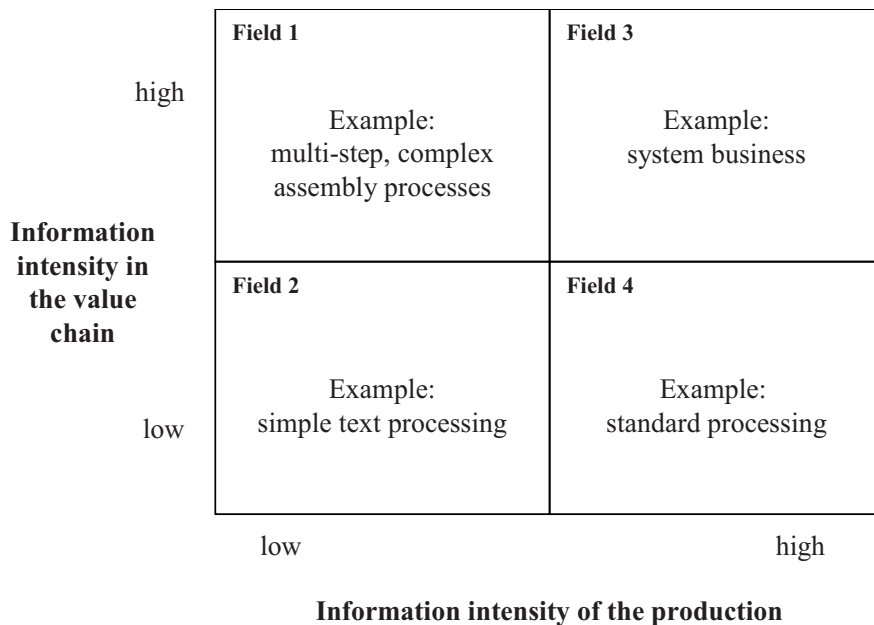 Field 1
Field 3
high
Example:
multi-step, complex
assembly processes
Example:
system business
Information
intensity in
the value
chain
Field 2
Field 4
low
Example:
simple text processing
Example:
standard processing
low
high
Information intensity of the production